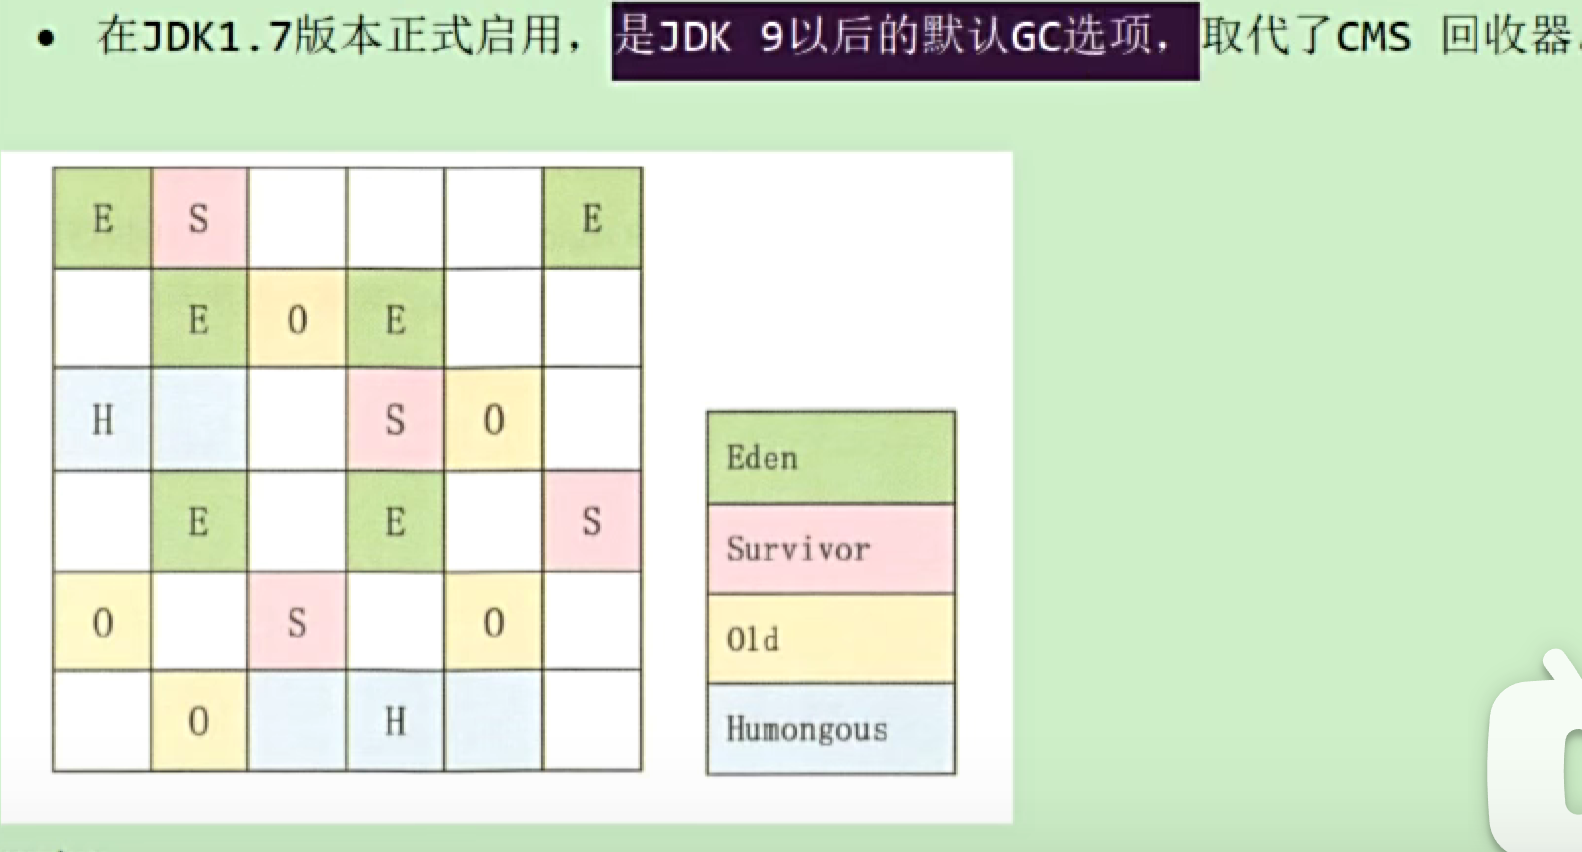 • 在JDK1.7版本正式启用，是JDK 9以后的默认GC选项，取代了CMS 回收器
E S E
E O E
H S O
E E S
O S O
O H
Eden
Survivor
Old
Humongous